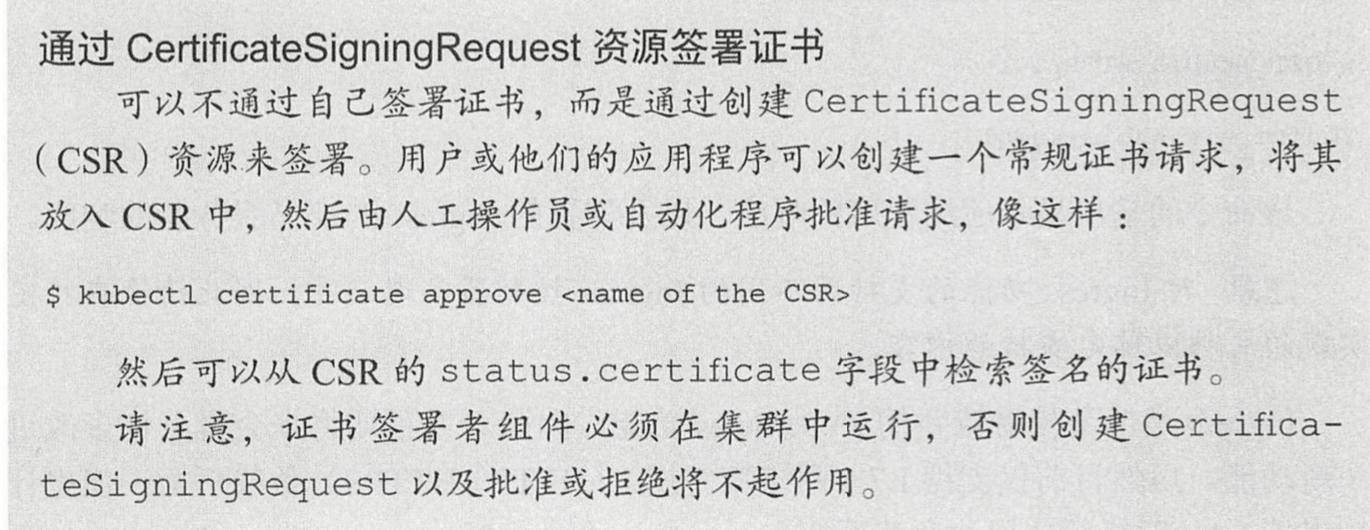 通过 CertificateSigningRequest 资源签署证书
可以不通过自己签署证书，而是通过创建 CertificateSigningRequest
（CSR）资源来签署。用户或他们的应用程序可以创建一个常规证书请求，将其
放入 CSR 中，然后由人工操作员或自动化程序批准请求，像这样：
$ kubectl certificate approve <name of the CSR>
然后可以从 CSR 的 status.certificate 字段中检索签名的证书。
请注意，证书签署者组件必须在集群中运行，否则创建 Certifica-
teSigningRequest 以及批准或拒绝将不起作用。